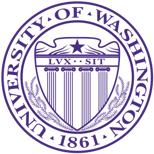 UNIVERSITY · OF · WASHINGTON
LVX · · SIT
· 1861 ·